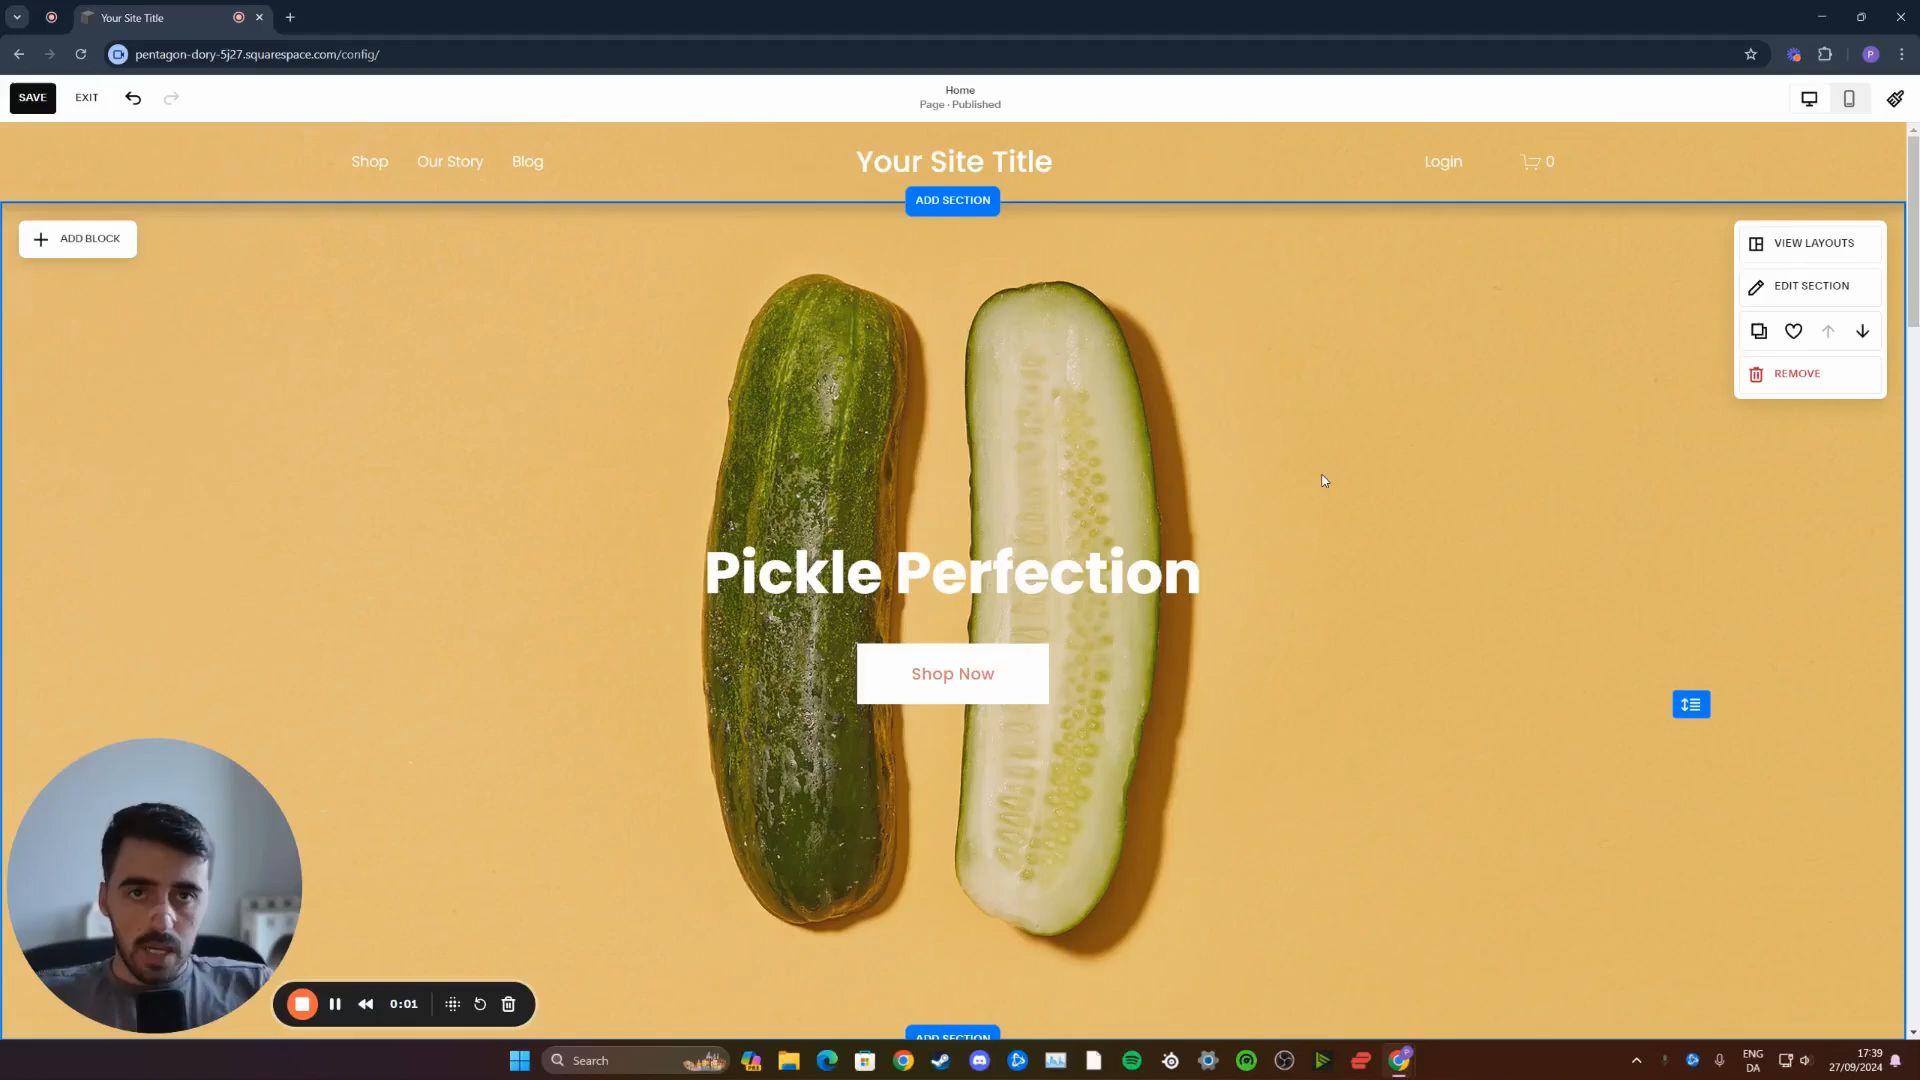 Your Site Title
pentagon-dory-5j27.squarespace.com/config/
P
SAVE
EXIT
Home
Page · Published
Shop
Our Story
Blog
Your Site Title
Login
0
ADD SECTION
ADD BLOCK
VIEW LAYOUTS
EDIT SECTION
REMOVE
Pickle Perfection
Shop Now
0:01
ADD SECTION
Search
ENG
DA
17:39
27/09/2024